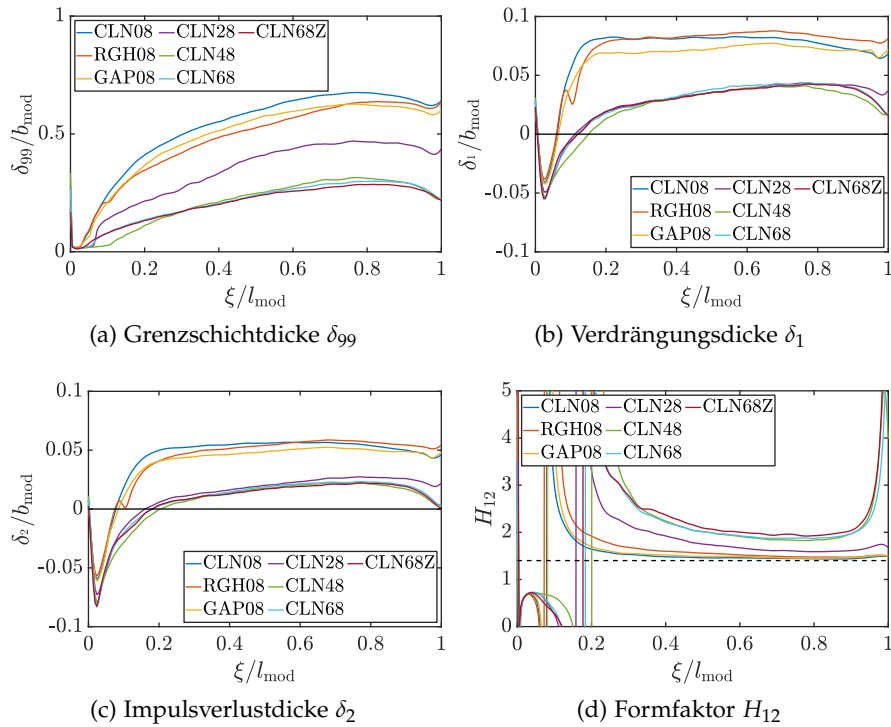 CLN08 CLN28 CLN68Z
RGH08 CLN48
GAP08 CLN68
1
0.5
0
δ99/bmod
0 0.2 0.4 0.6 0.8 1
ξ/lmod
(a) Grenzschichtdicke δ99
0.1
0.05
0
-0.05
-0.1
δ1/bmod
CLN08 CLN28 CLN68Z
RGH08 CLN48
GAP08 CLN68
0 0.2 0.4 0.6 0.8 1
ξ/lmod
(b) Verdrängungsdicke δ1
0.1
0.05
0
-0.05
-0.1
δ2/bmod
CLN08 CLN28 CLN68Z
RGH08 CLN48
GAP08 CLN68
0 0.2 0.4 0.6 0.8 1
ξ/lmod
(c) Impulsverlustdicke δ2
5
4
3
2
1
0
H12
CLN08 CLN28 CLN68Z
RGH08 CLN48
GAP08 CLN68
0 0.2 0.4 0.6 0.8 1
ξ/lmod
(d) Formfaktor H12